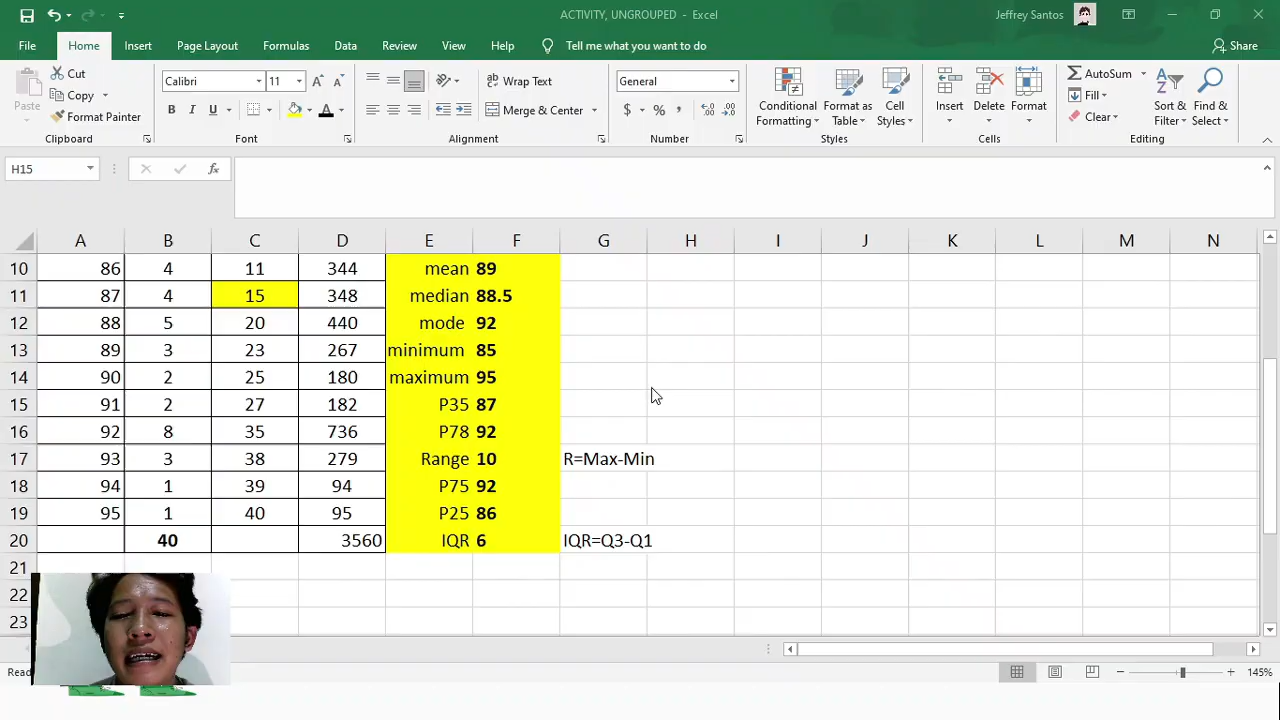 ACTIVITY, UNGROUPED - Excel
Jeffrey Santos
File Home Insert Page Layout Formulas Data Review View Help Tell me what you want to do Share
Cut
Copy
Format Painter
Paste
Clipboard
Calibri 11
B I U
Font
Wrap Text
Merge & Center
Alignment
General
$ % ,
Number
Conditional Formatting
Format as Table
Cell Styles
Styles
Insert Delete Format
Cells
AutoSum
Fill
Clear
Sort & Filter
Find & Select
Editing
H15 fx
A B C D E F G H I J K L M N
10 86 4 11 344 mean 89
11 87 4 15 348 median 88.5
12 88 5 20 440 mode 92
13 89 3 23 267 minimum 85
14 90 2 25 180 maximum 95
15 91 2 27 182 P35 87
16 92 8 35 736 P78 92
17 93 3 38 279 Range 10 R=Max-Min
18 94 1 39 94 P75 92
19 95 1 40 95 P25 86
20 40 3560 IQR 6 IQR=Q3-Q1
21
22
23
145%